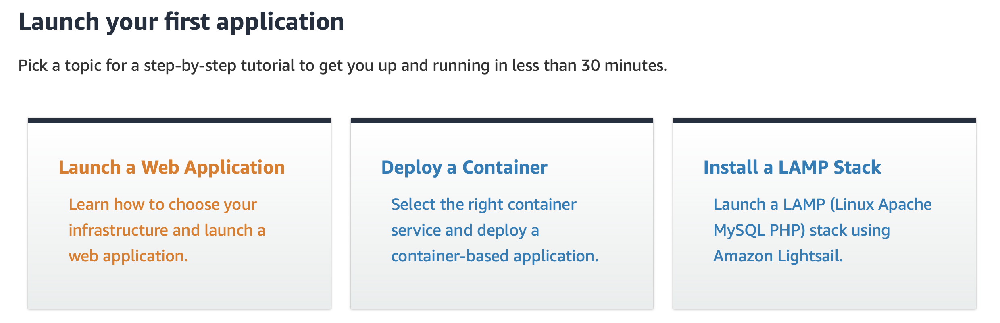 Launch your first application
Pick a topic for a step-by-step tutorial to get you up and running in less than 30 minutes.
Launch a Web Application
Learn how to choose your
infrastructure and launch a
web application.
Deploy a Container
Select the right container
service and deploy a
container-based application.
Install a LAMP Stack
Launch a LAMP (Linux Apache
MySQL PHP) stack using
Amazon Lightsail.